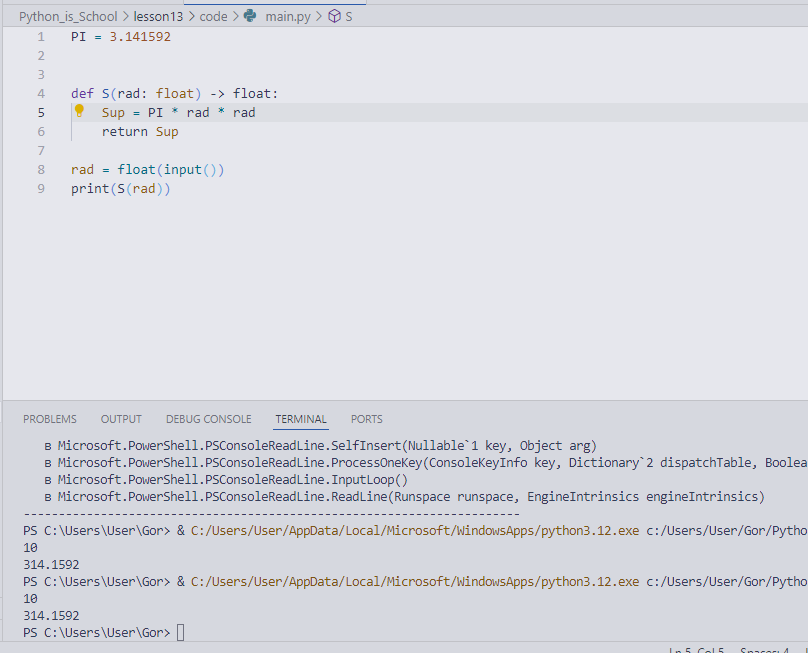 Python_is_School > lesson13 > code > main.py > S
1 PI = 3.141592
2
3
4 def S(rad: float) -> float:
5     Sup = PI * rad * rad
6     return Sup
7
8 rad = float(input())
9 print(S(rad))
PROBLEMS OUTPUT DEBUG CONSOLE TERMINAL PORTS
в Microsoft.PowerShell.PSConsoleReadLine.SelfInsert(Nullable`1 key, Object arg)
в Microsoft.PowerShell.PSConsoleReadLine.ProcessOneKey(ConsoleKeyInfo key, Dictionary`2 dispatchTable, Boolea
в Microsoft.PowerShell.PSConsoleReadLine.InputLoop()
в Microsoft.PowerShell.PSConsoleReadLine.ReadLine(Runspace runspace, EngineIntrinsics engineIntrinsics)
-----------------------------------------------------------------------
PS C:\Users\User\Gor> & C:/Users/User/AppData/Local/Microsoft/WindowsApps/python3.12.exe c:/Users/User/Gor/Pytho
10
314.1592
PS C:\Users\User\Gor> & C:/Users/User/AppData/Local/Microsoft/WindowsApps/python3.12.exe c:/Users/User/Gor/Pytho
10
314.1592
PS C:\Users\User\Gor>
Ln 5, Col 5 Spaces: 4